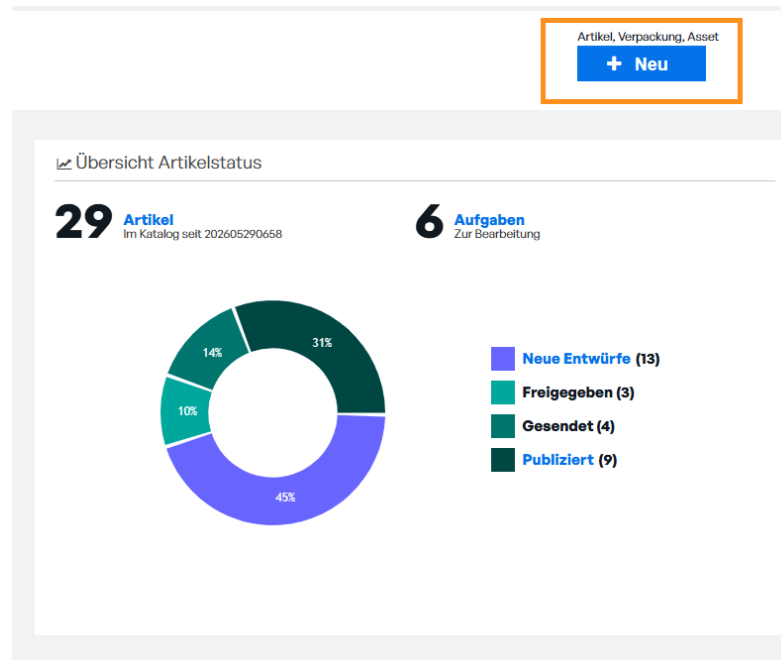 Artikel, Verpackung, Asset
+ Neu
Übersicht Artikelstatus
29 Artikel
Im Katalog seit 202605290658
6 Aufgaben
Zur Bearbeitung
31%
14%
10%
45%
Neue Entwürfe (13)
Freigegeben (3)
Gesendet (4)
Publiziert (9)